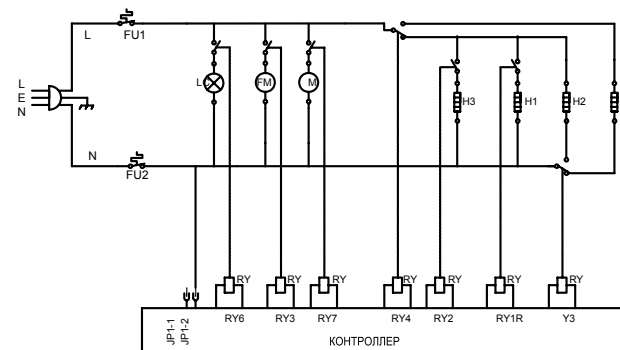 L
FU1
LC
FM
M
H3
H1
H2
L
E
N
N
FU2
RY
RY
RY
RY
RY
RY
RY
JP1-1
JP1-2
RY6
RY3
RY7
RY4
RY2
RY1R
Y3
КОНТРОЛЛЕР